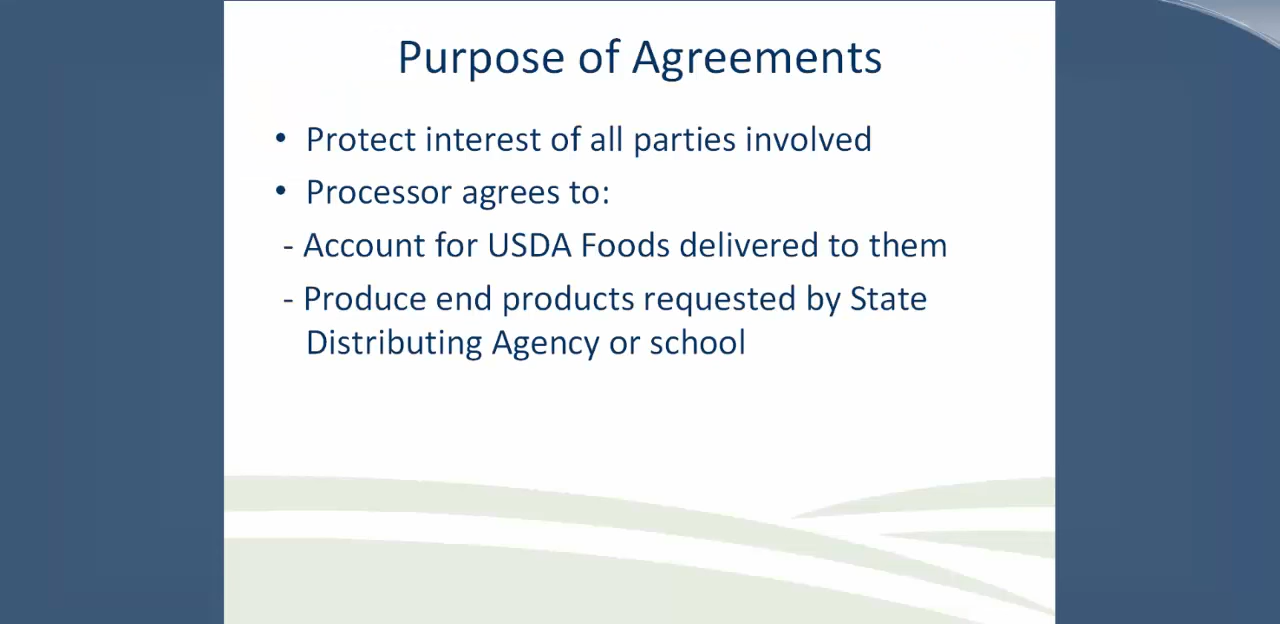 Purpose of Agreements
• Protect interest of all parties involved
• Processor agrees to:
- Account for USDA Foods delivered to them
- Produce end products requested by State
Distributing Agency or school